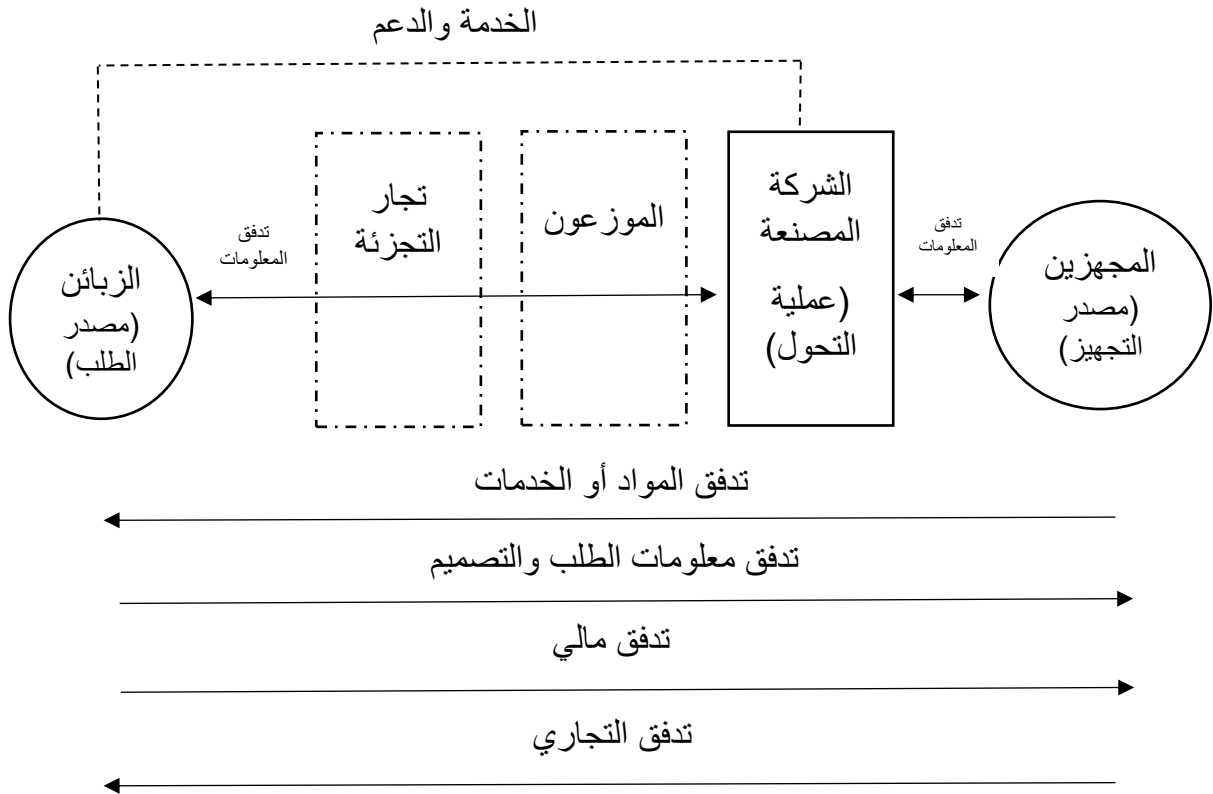 الخدمة والدعم
المجهزين
(مصدر
التجهيز)
تدفق
المعلومات
الشركة
المصنعة
(عملية
التحول)
الموزعون
تجار
التجزئة
تدفق
المعلومات
الزبائن
(مصدر
الطلب)
تدفق المواد أو الخدمات
تدفق معلومات الطلب والتصميم
تدفق مالي
تدفق التجاري